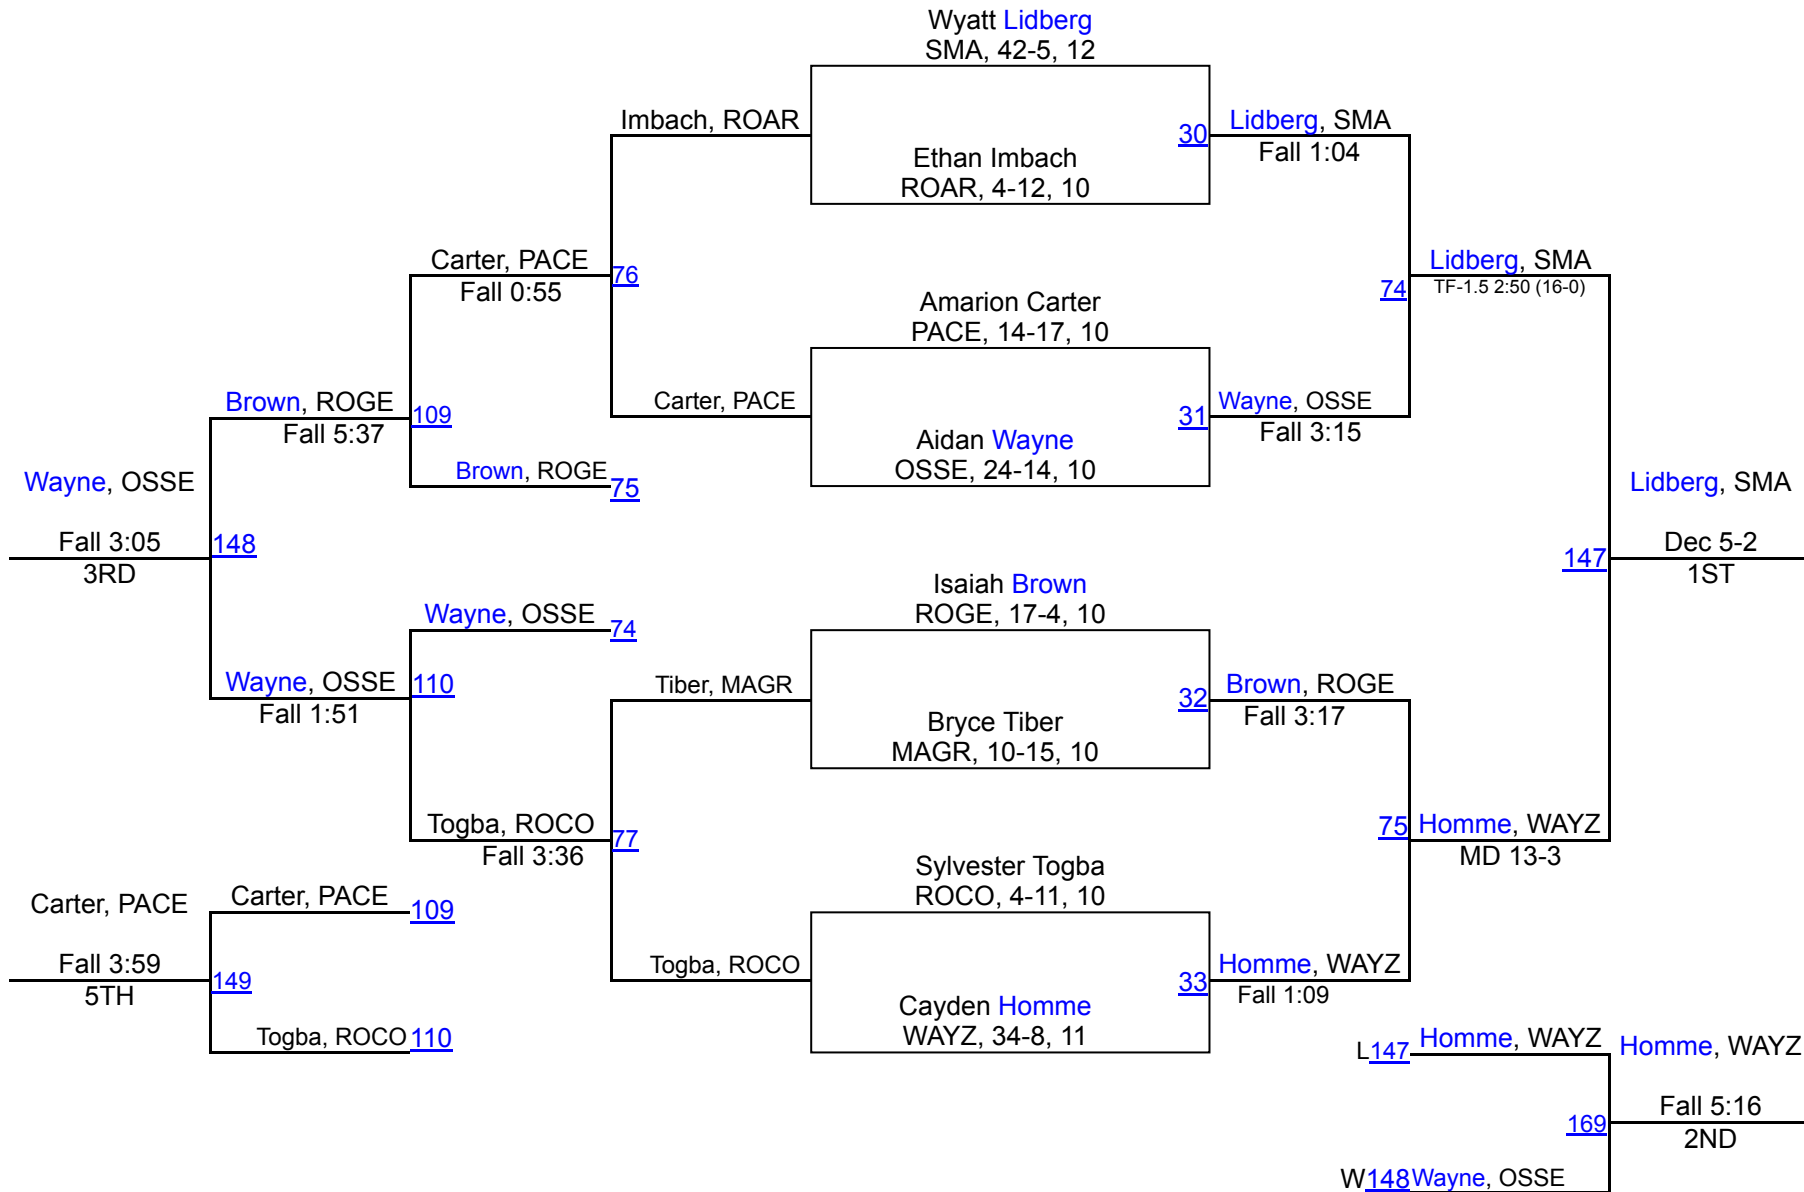 Wyatt Lidberg
SMA, 42-5, 12
Imbach, ROAR
30
Lidberg, SMA
Fall 1:04
Ethan Imbach
ROAR, 4-12, 10
Carter, PACE
Fall 0:55
76
Lidberg, SMA
TF-1.5 2:50 (16-0)
74
Amarion Carter
PACE, 14-17, 10
Brown, ROGE
Fall 5:37
109
Carter, PACE
31
Wayne, OSSE
Fall 3:15
Aidan Wayne
OSSE, 24-14, 10
Brown, ROGE
75
Wayne, OSSE
Fall 3:05
3RD
148
Lidberg, SMA
147
Dec 5-2
1ST
Isaiah Brown
ROGE, 17-4, 10
Wayne, OSSE
74
Wayne, OSSE
Fall 1:51
110
Tiber, MAGR
32
Brown, ROGE
Fall 3:17
Bryce Tiber
MAGR, 10-15, 10
Togba, ROCO
Fall 3:36
77
75
Homme, WAYZ
MD 13-3
Sylvester Togba
ROCO, 4-11, 10
Carter, PACE
Carter, PACE
109
Fall 3:59
5TH
149
Togba, ROCO
33
Homme, WAYZ
Fall 1:09
Cayden Homme
WAYZ, 34-8, 11
Togba, ROCO
110
L147
Homme, WAYZ
Homme, WAYZ
Fall 5:16
2ND
169
W148
Wayne, OSSE